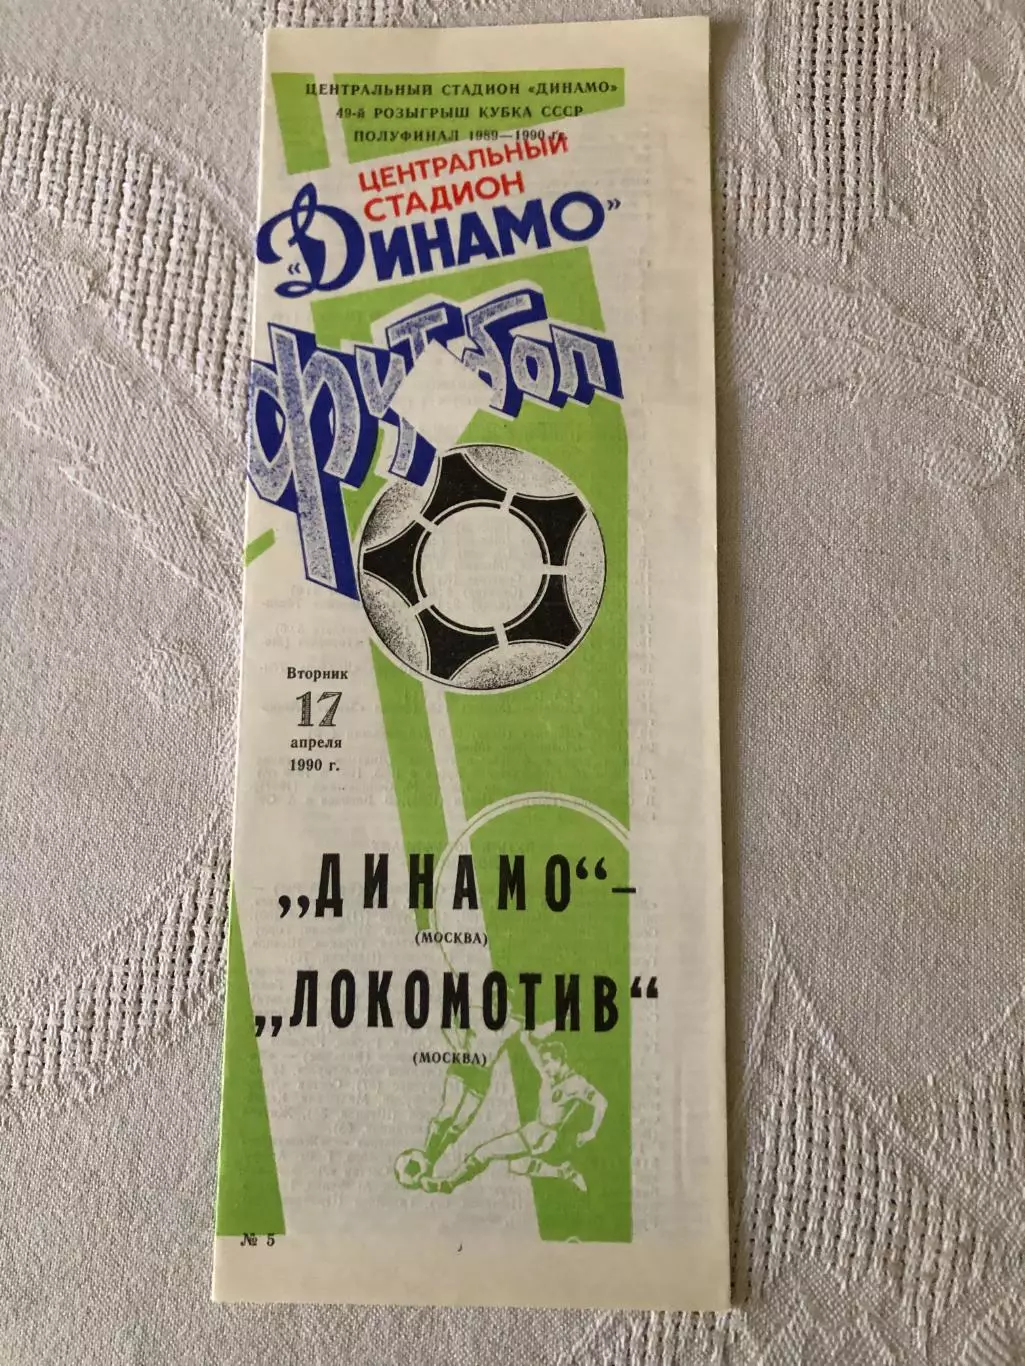 ЦЕНТРАЛЬНЫЙ СТАДИОН «ДИНАМО»
49-й РОЗЫГРЫШ КУБКА СССР
ПОЛУФИНАЛ 1989—1990 гг.
ЦЕНТРАЛЬНЫЙ
СТАДИОН
„ДИНАМО”
ФУТБОЛ
Вторник
17
апреля
1990 г.
„ДИНАМО“–
(МОСКВА)
„ЛОКОМОТИВ“
(МОСКВА)
№ 5